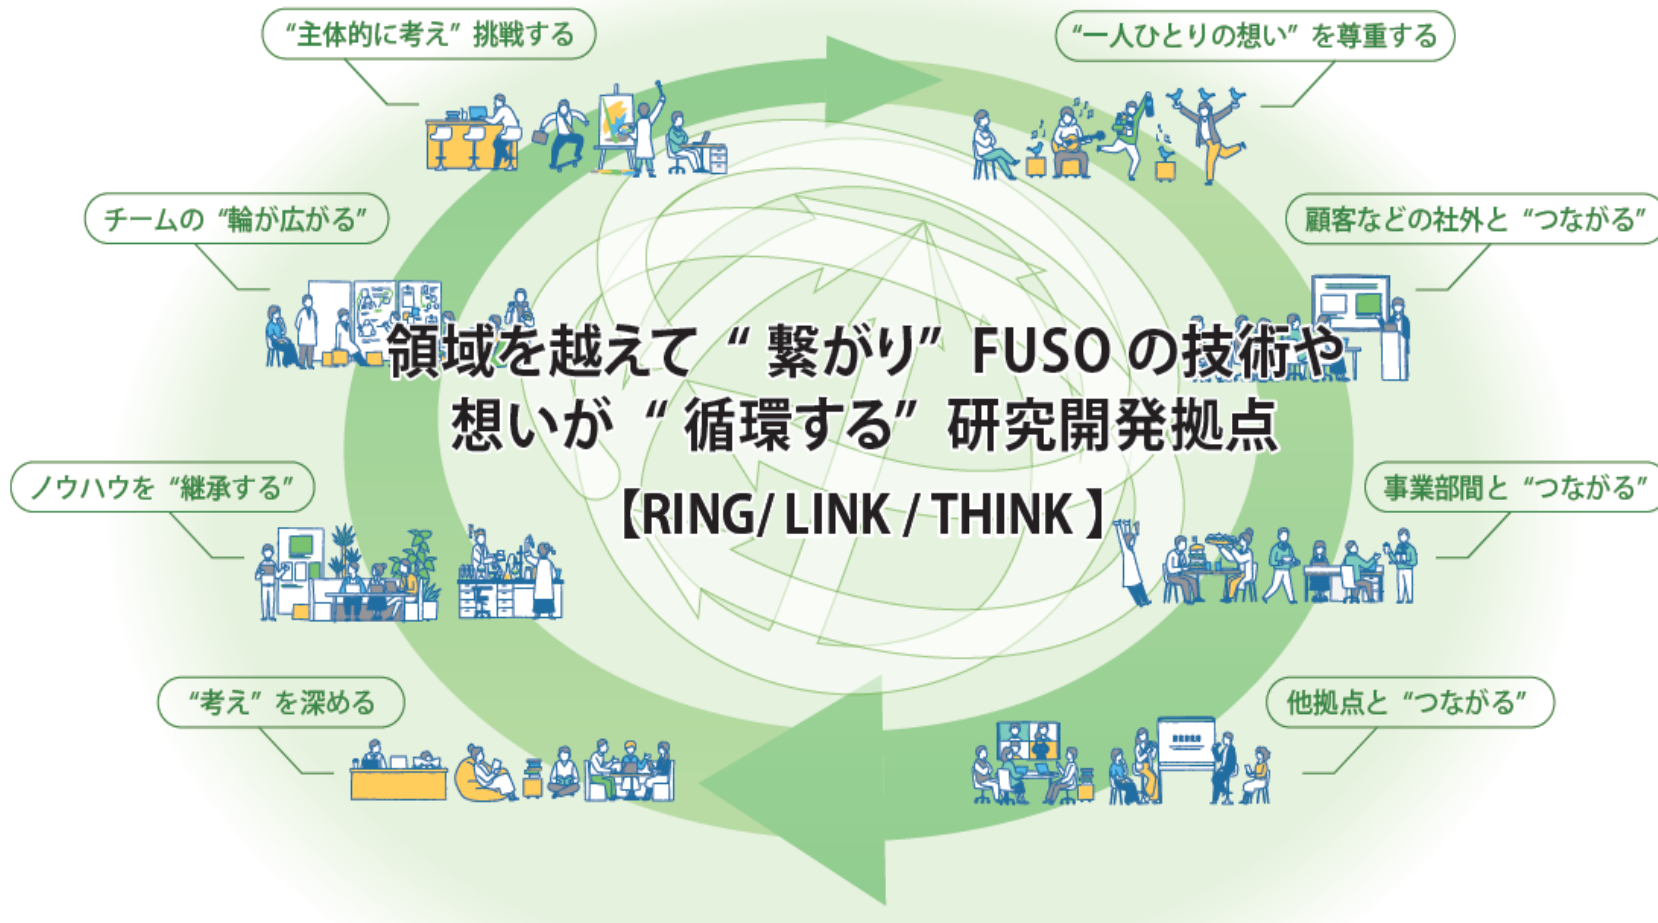 “主体的に考え” 挑戦する
“一人ひとりの想い” を尊重する
チームの “輪が広がる”
顧客などの社外と “つながる”
領域を越えて “ 繋がり” FUSO の技術や
想いが “ 循環する” 研究開発拠点
【RING/ LINK / THINK 】
ノウハウを “継承する”
事業部間と “つながる”
“考え” を深める
他拠点と “つながる”